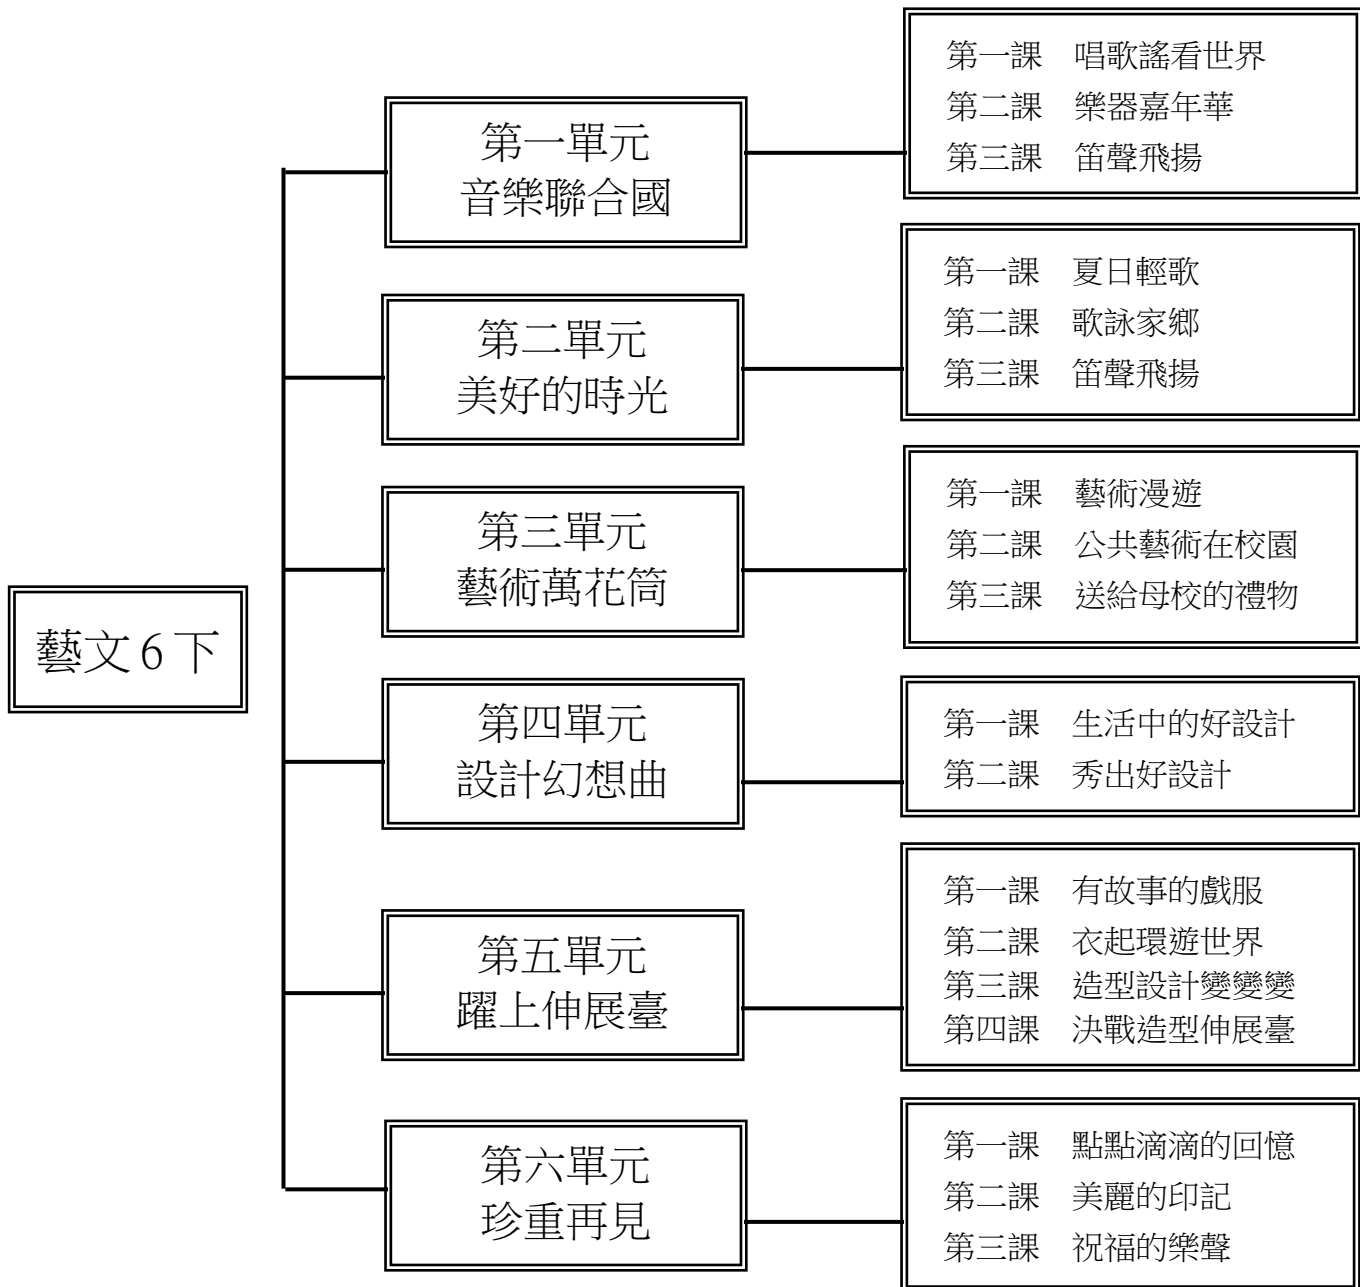 藝文6下
第一單元
音樂聯合國
第一課 唱歌謠看世界
第二課 樂器嘉年華
第三課 笛聲飛揚
第二單元
美好的時光
第一課 夏日輕歌
第二課 歌詠家鄉
第三課 笛聲飛揚
第三單元
藝術萬花筒
第一課 藝術漫遊
第二課 公共藝術在校園
第三課 送給母校的禮物
第四單元
設計幻想曲
第一課 生活中的好設計
第二課 秀出好設計
第五單元
躍上伸展臺
第一課 有故事的戲服
第二課 衣起環遊世界
第三課 造型設計變變變
第四課 決戰造型伸展臺
第六單元
珍重再見
第一課 點點滴滴的回憶
第二課 美麗的印記
第三課 祝福的樂聲